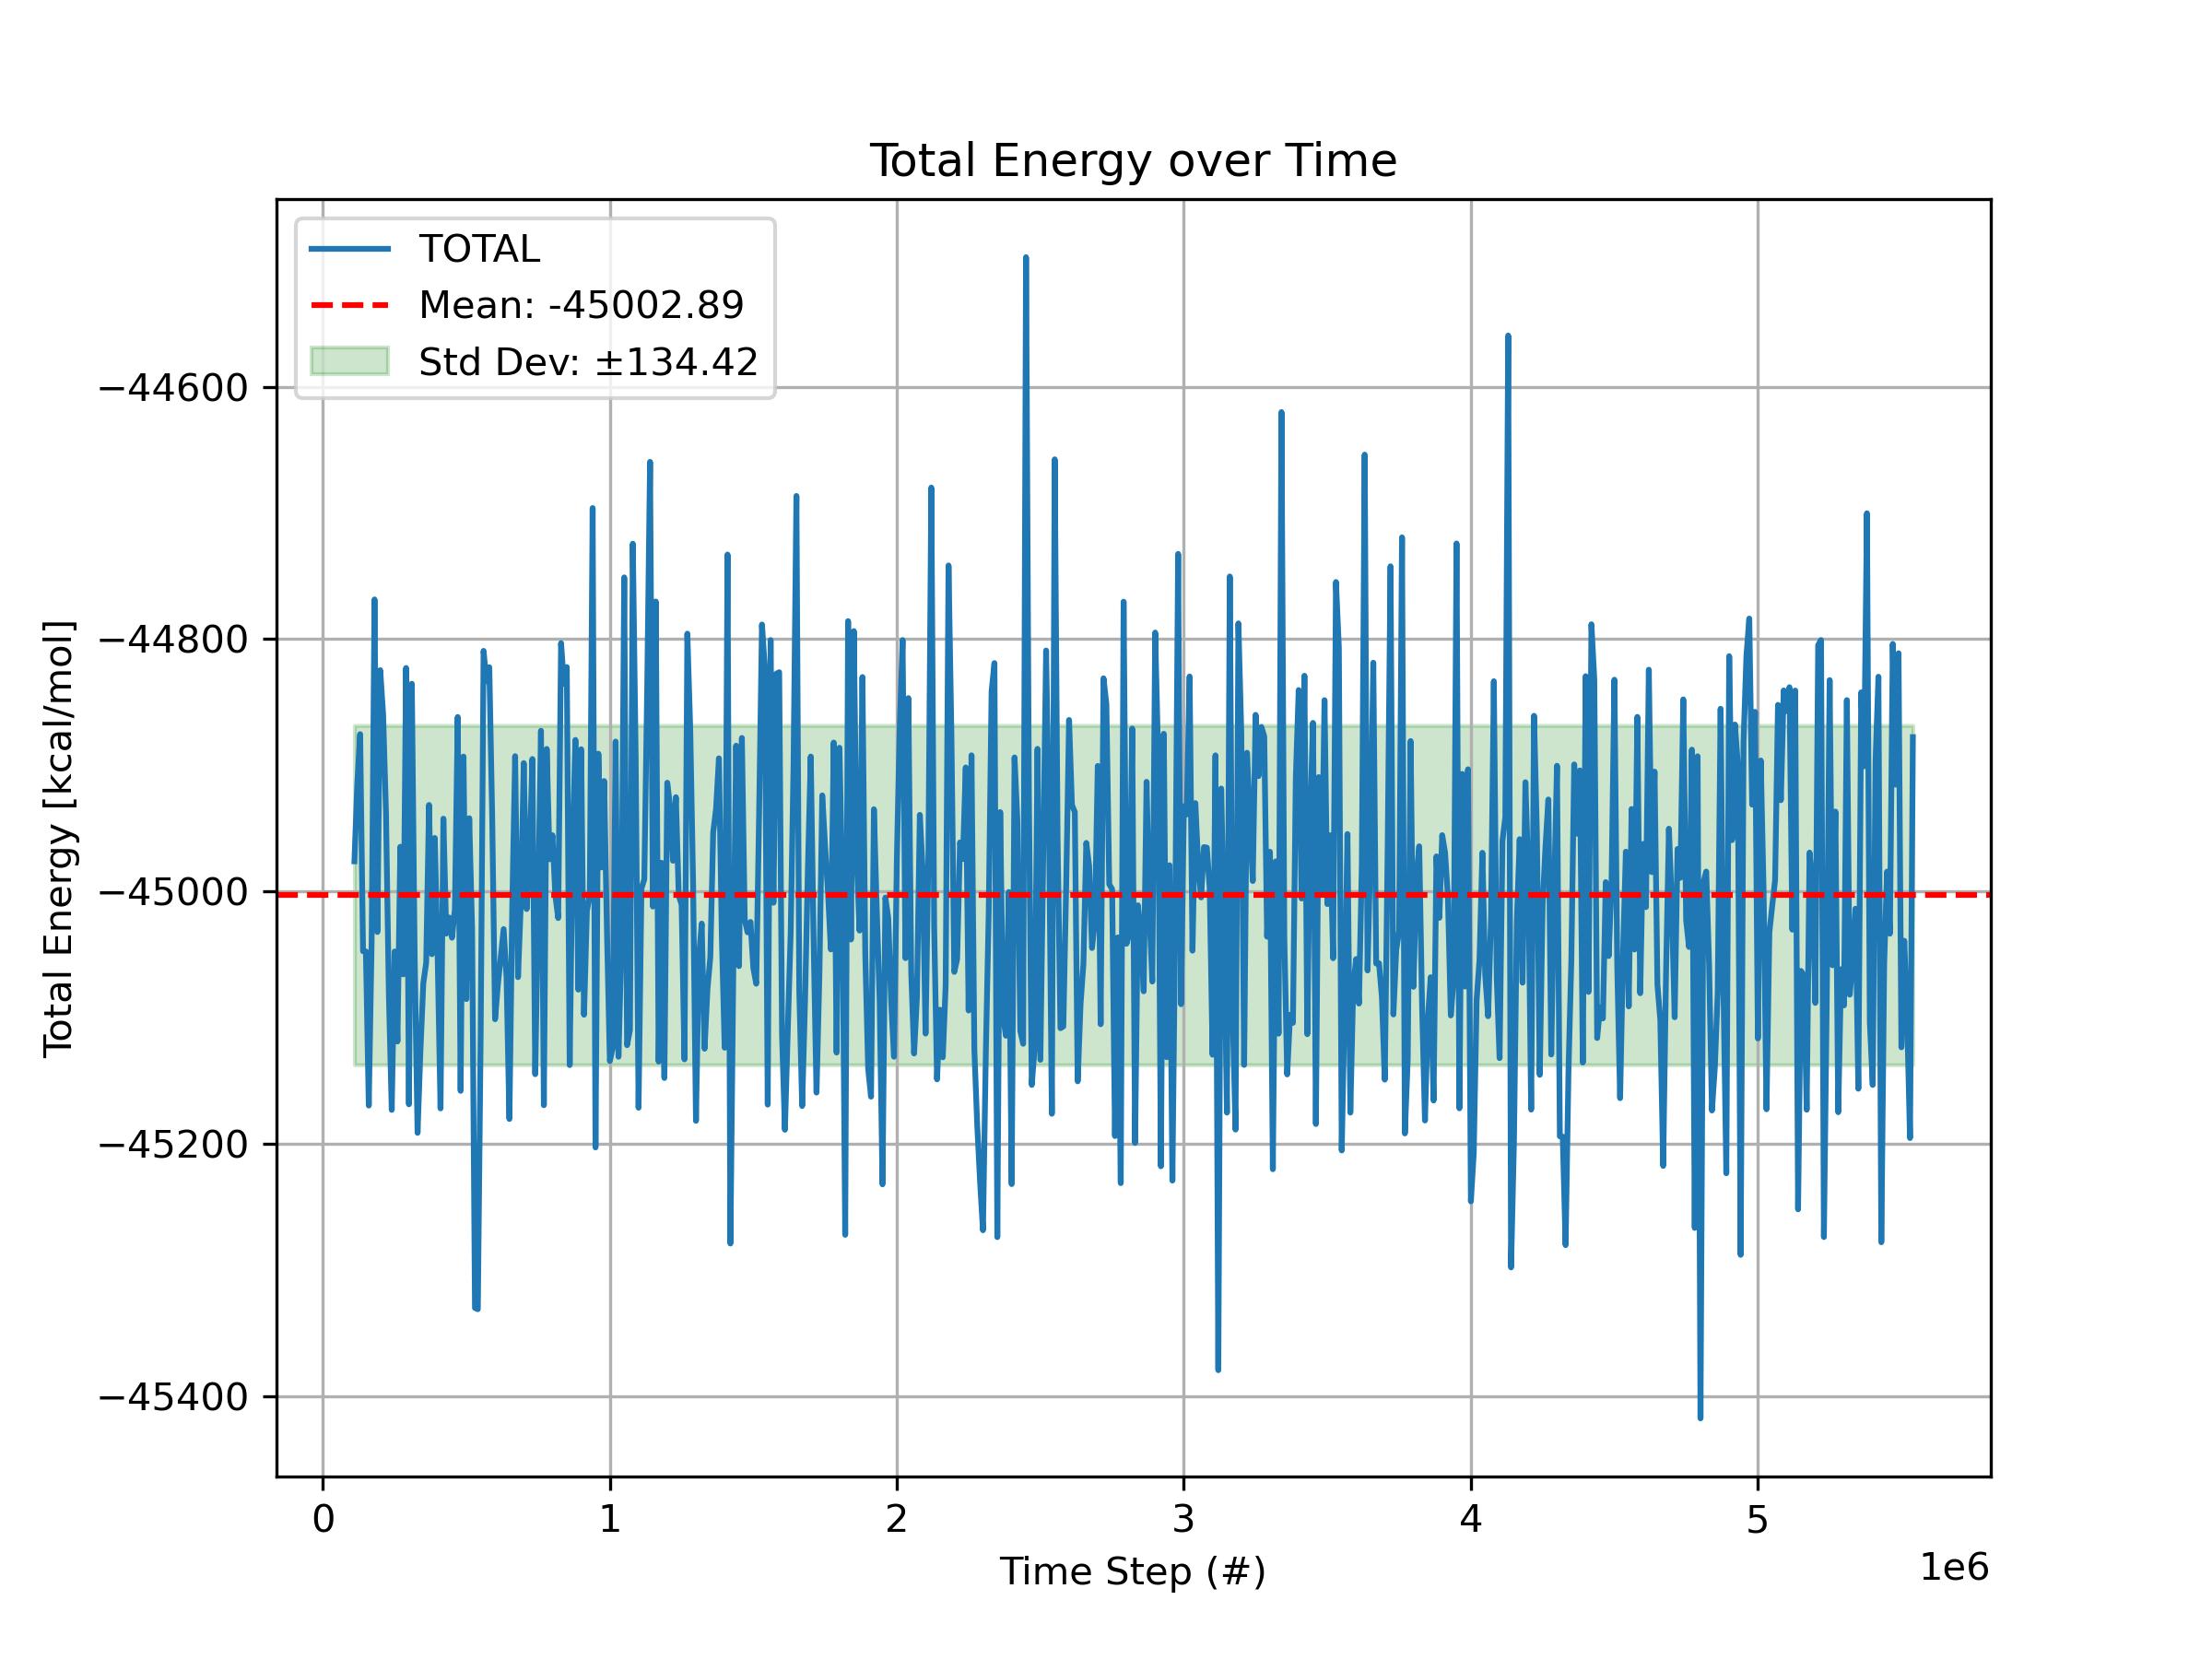 Total Energy over Time
TOTAL
Mean: -45002.89
Std Dev: ±134.42
Total Energy [kcal/mol]
−44600
−44800
−45000
−45200
−45400
0 1 2 3 4 5
1e6
Time Step (#)